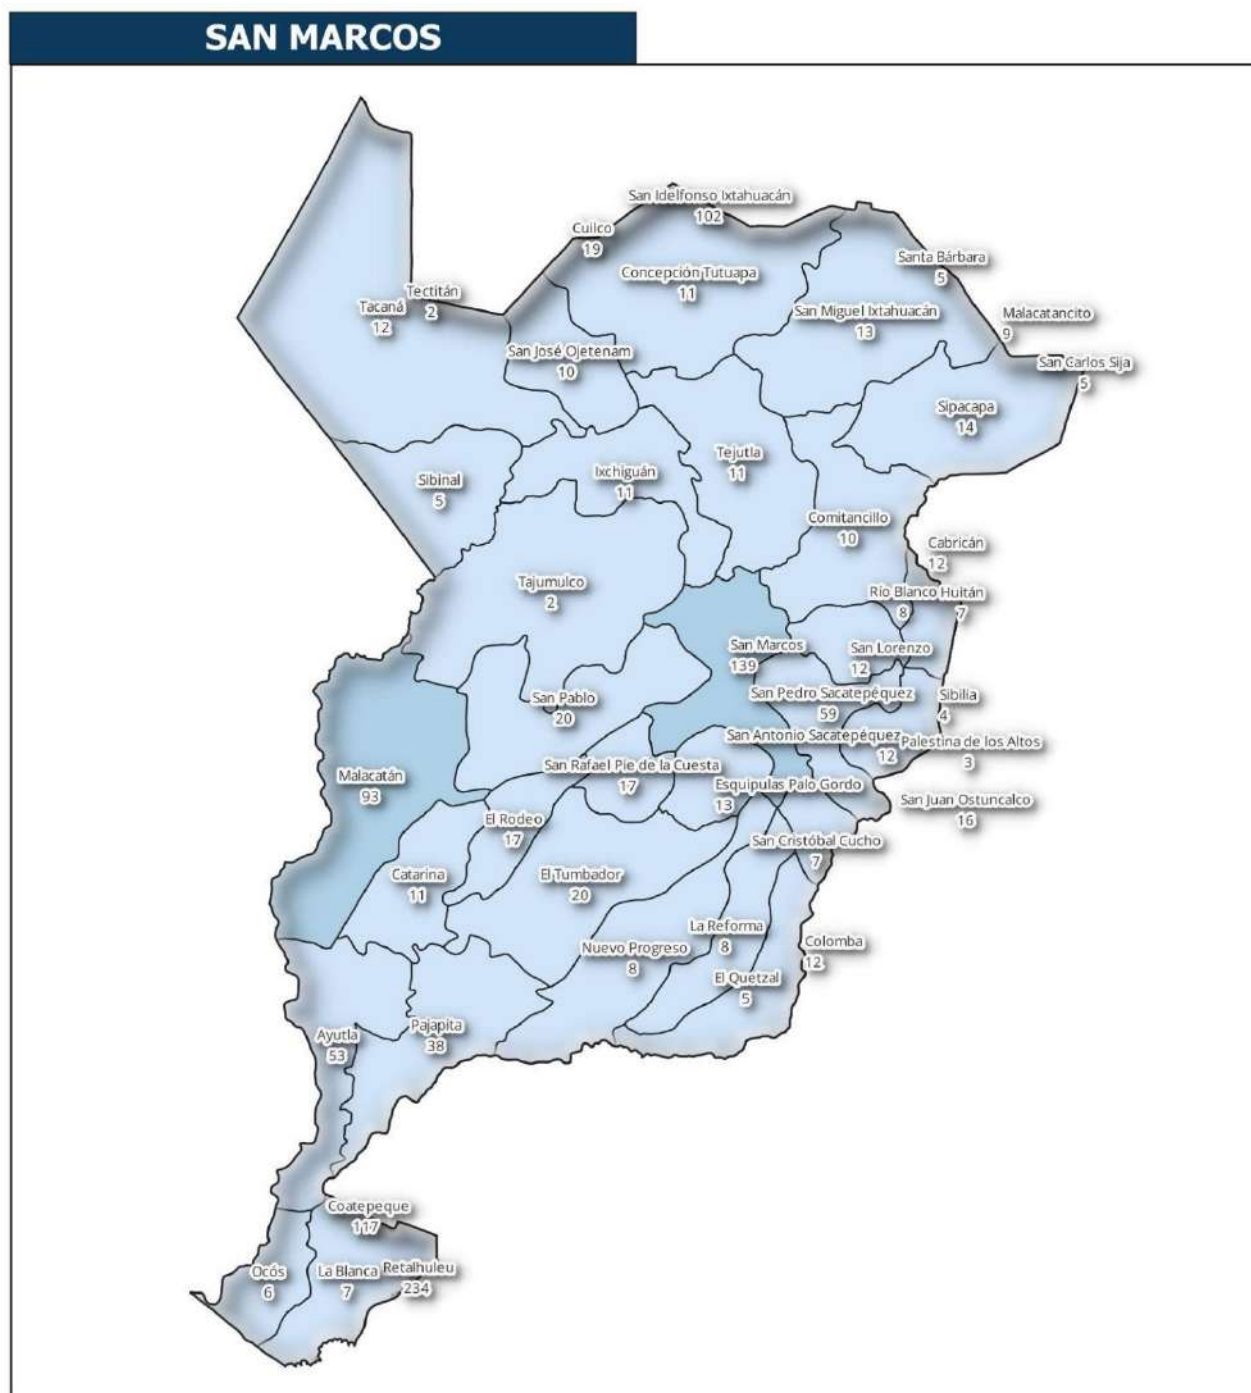 SAN MARCOS
San Idelfonso Ixtahuacán
102
Cuilco
19
Santa Bárbara
5
Concepción Tutuapa
11
Tectitán
2
Tacaná
12
San Miguel Ixtahuacán
13
Malacatancito
9
San José Ojetenam
10
San Carlos Sija
5
Sipacapa
14
Tejutla
11
Ixchiguán
11
Sibinal
5
Comitancillo
10
Cabricán
12
Tajumulco
2
Río Blanco
8
Huitán
7
San Marcos
139
San Lorenzo
12
San Pablo
20
San Pedro Sacatepéquez
59
Sibilia
4
San Antonio Sacatepéquez
12
Palestina de los Altos
3
San Rafael Pie de la Cuesta
17
Malacatán
93
Esquipulas Palo Gordo
13
San Juan Ostuncalco
16
El Rodeo
17
San Cristóbal Cucho
7
Catarina
11
El Tumbador
20
La Reforma
8
Nuevo Progreso
8
Colomba
12
El Quetzal
5
Ayutla
53
Pajapita
38
Coatepeque
117
Ocós
6
La Blanca
7
Retalhuleu
234